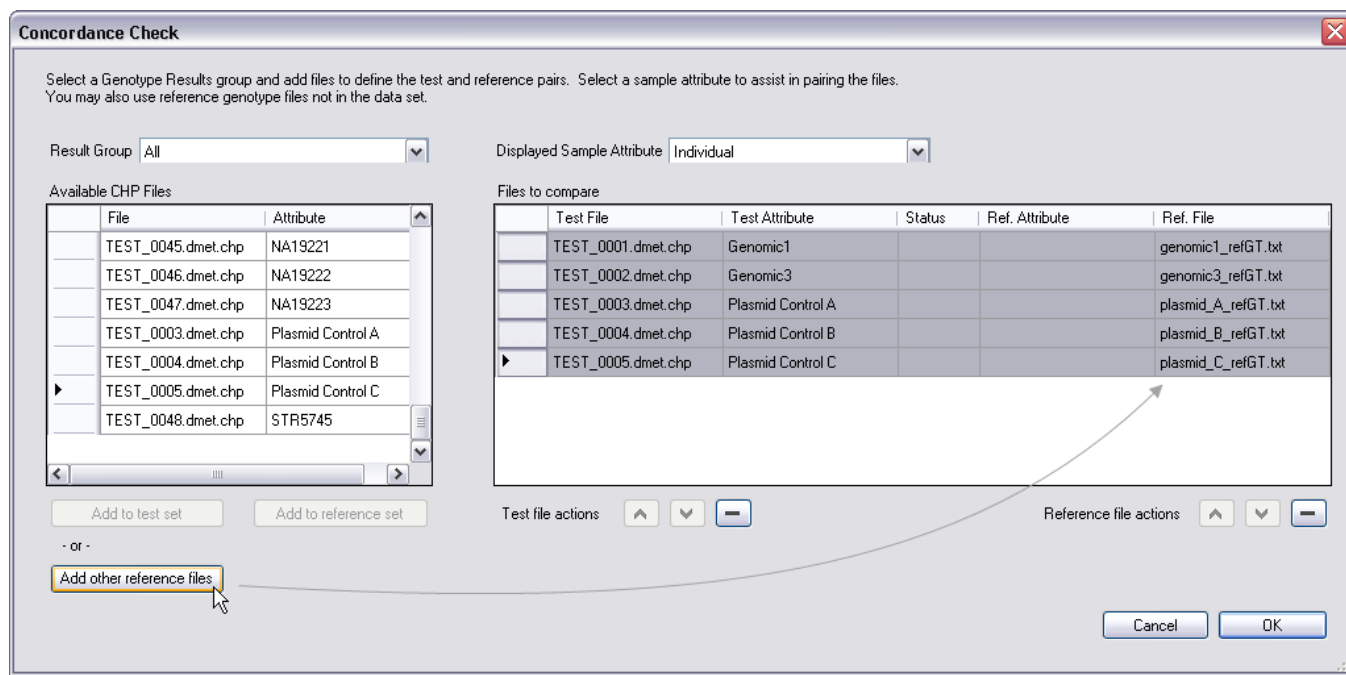 Concordance Check
Select a Genotype Results group and add files to define the test and reference pairs. Select a sample attribute to assist in pairing the files.
You may also use reference genotype files not in the data set.
Result Group All
Displayed Sample Attribute Individual
Available CHP Files
File Attribute
TEST_0045.dmet.chp NA19221
TEST_0046.dmet.chp NA19222
TEST_0047.dmet.chp NA19223
TEST_0003.dmet.chp Plasmid Control A
TEST_0004.dmet.chp Plasmid Control B
TEST_0005.dmet.chp Plasmid Control C
TEST_0048.dmet.chp STR5745
Files to compare
Test File Test Attribute Status Ref. Attribute Ref. File
TEST_0001.dmet.chp Genomic1 genomic1_refGT.txt
TEST_0002.dmet.chp Genomic3 genomic3_refGT.txt
TEST_0003.dmet.chp Plasmid Control A plasmid_A_refGT.txt
TEST_0004.dmet.chp Plasmid Control B plasmid_B_refGT.txt
TEST_0005.dmet.chp Plasmid Control C plasmid_C_refGT.txt
Add to test set Add to reference set
- or -
Add other reference files
Test file actions
Reference file actions
Cancel OK